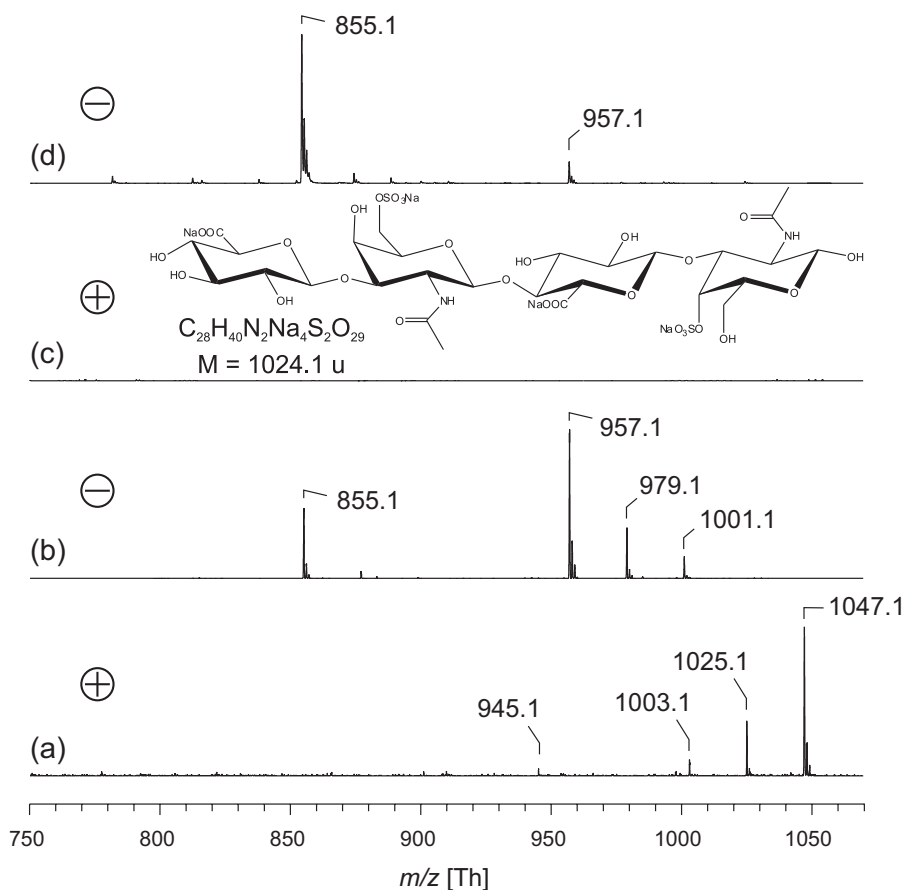 855.1
957.1
(d)
NaOOC
HO
HO
O
OH
O
OH
OSO₃Na
O
NH
O
O
HO
OH
O
NaOOC
O
O
NH
OH
O
NaO₃SO
OH
C₂₈H₄₀N₂Na₄S₂O₂₉
M = 1024.1 u
(c)
957.1
855.1
979.1
1001.1
(b)
1047.1
1025.1
1003.1
945.1
(a)
750 800 850 900 950 1000 1050
m/z [Th]